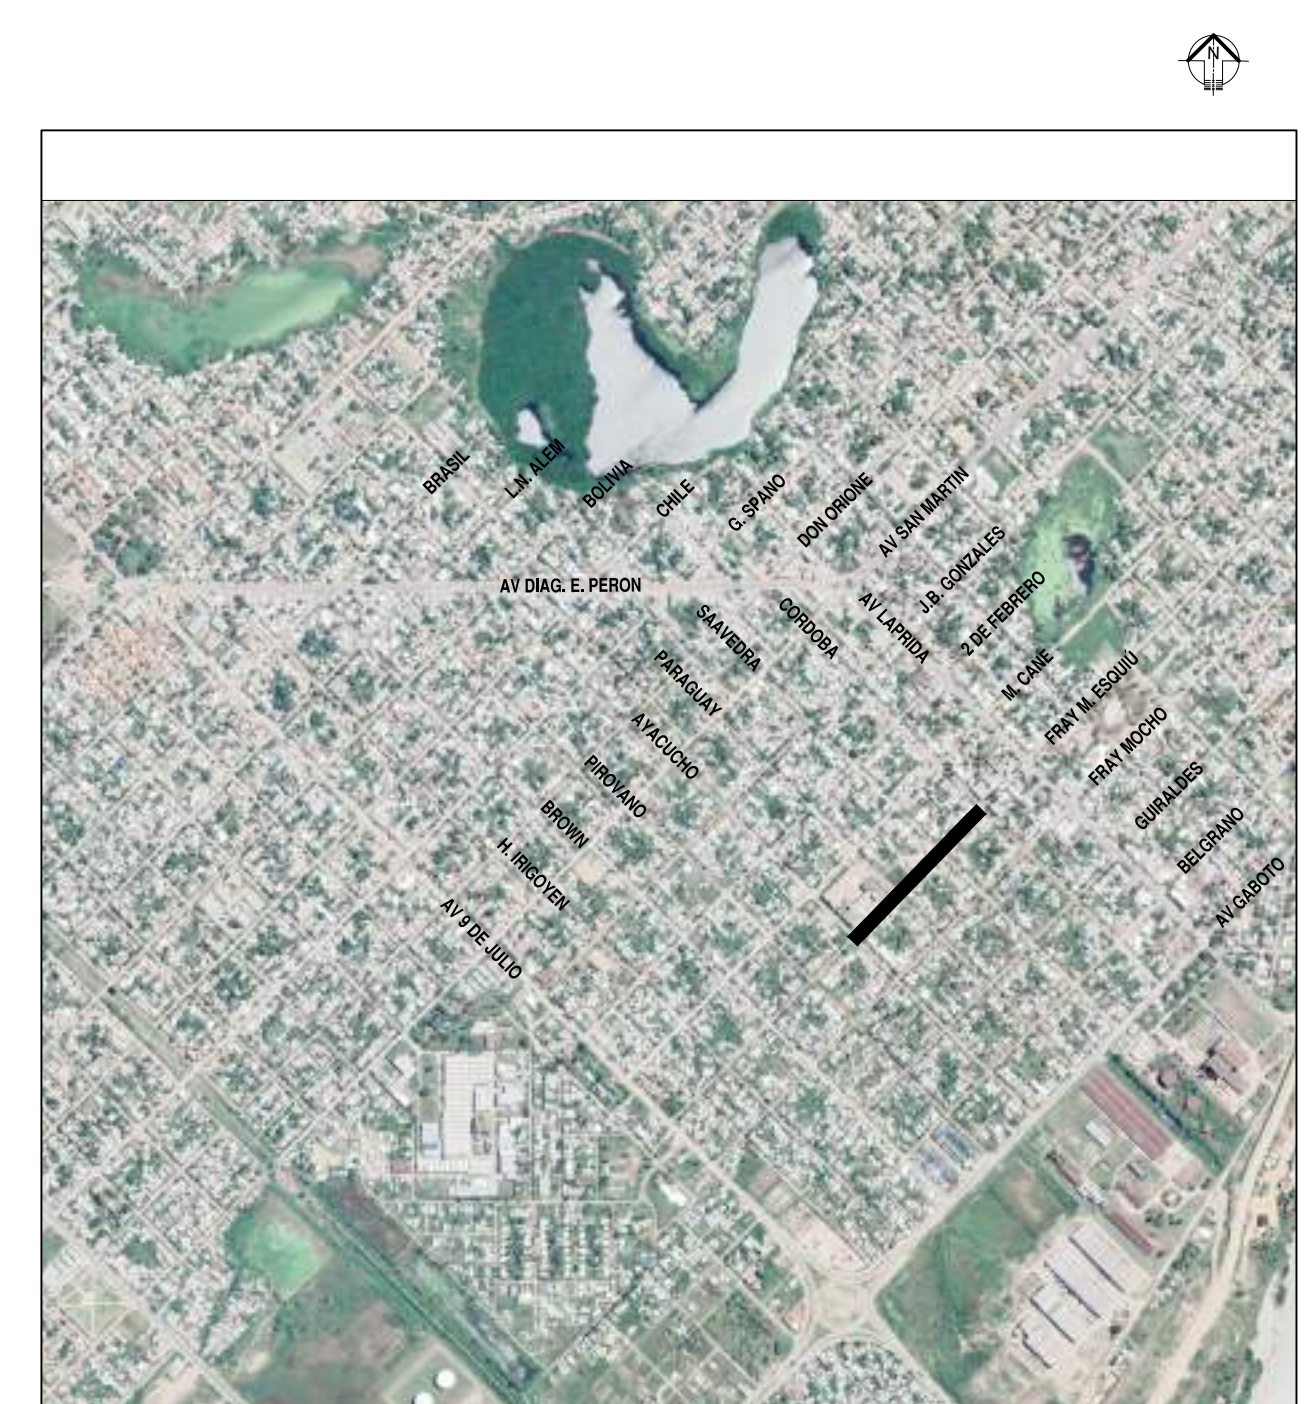 N
BRASIL
L.N. ALEM
BOLIVIA
CHILE
G. SPANO
DON ORIONE
AV SAN MARTIN
J.B. GONZALES
2 DE FEBRERO
M. CANE
FRAY M. ESQUIÚ
FRAY MOCHO
GUIRALDES
BELGRANO
AV GABOTO
AV DIAG. E. PERON
AV LAPRIDA
CORDOBA
SAAVEDRA
PARAGUAY
AYACUCHO
PIROVANO
BROWN
H. IRIGOYEN
AV 9 DE JULIO